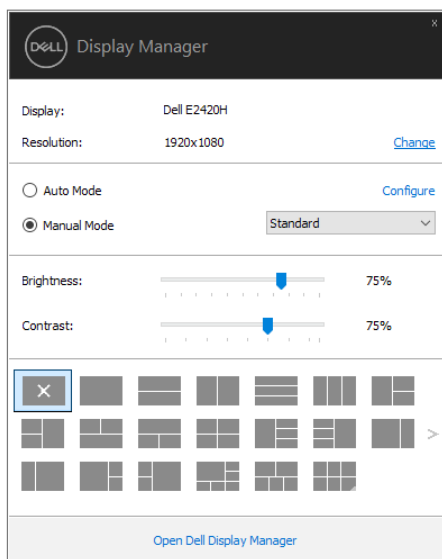 x
DELL Display Manager
Display: Dell E2420H
Resolution: 1920x1080 Change
Auto Mode Configure
Manual Mode Standard
Brightness: 75%
Contrast: 75%
Open Dell Display Manager